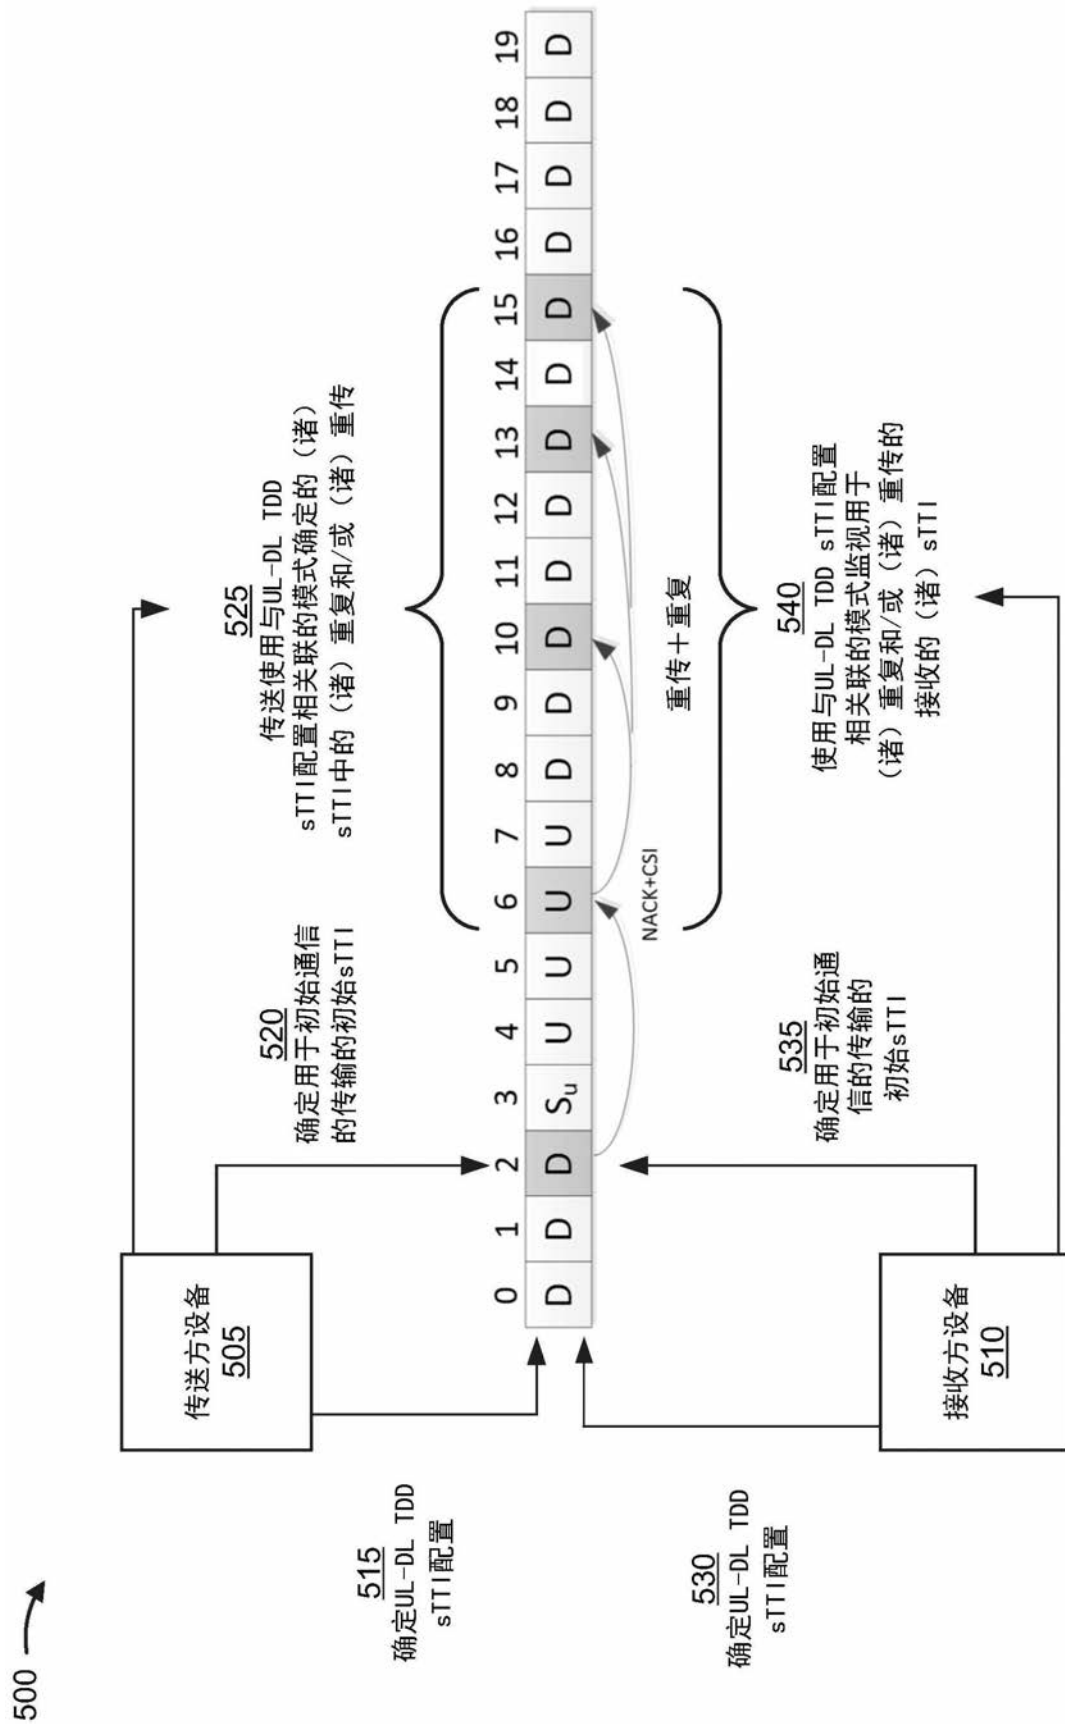 500
传送方设备
505
515
确定UL-DL TDD
sTTI配置
520
确定用于初始通信
的传输的初始sTTI
525
传送使用与UL-DL TDD
sTTI配置相关联的模式确定的（诸）
sTTI中的（诸）重复和/或（诸）重传
0 1 2 3 4 5 6 7 8 9 10 11 12 13 14 15 16 17 18 19
D D D Su U U U U D D D D D D D D D D D D
NACK+CSI
重传＋重复
530
确定UL-DL TDD
sTTI配置
接收方设备
510
535
确定用于初始通
信的传输的
初始sTTI
540
使用与UL-DL TDD sTTI配置
相关联的模式监视用于
（诸）重复和/或（诸）重传的
接收的（诸）sTTI